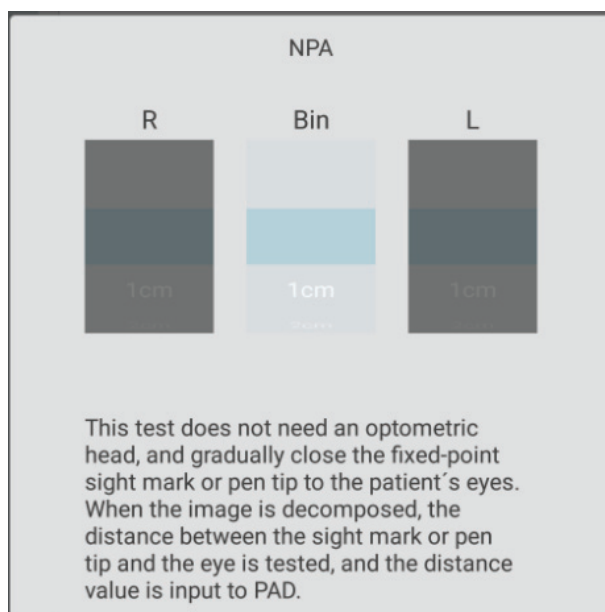 NPA
R Bin L
1cm 1cm 1cm
This test does not need an optometric
head, and gradually close the fixed-point
sight mark or pen tip to the patient´s eyes.
When the image is decomposed, the
distance between the sight mark or pen
tip and the eye is tested, and the distance
value is input to PAD.